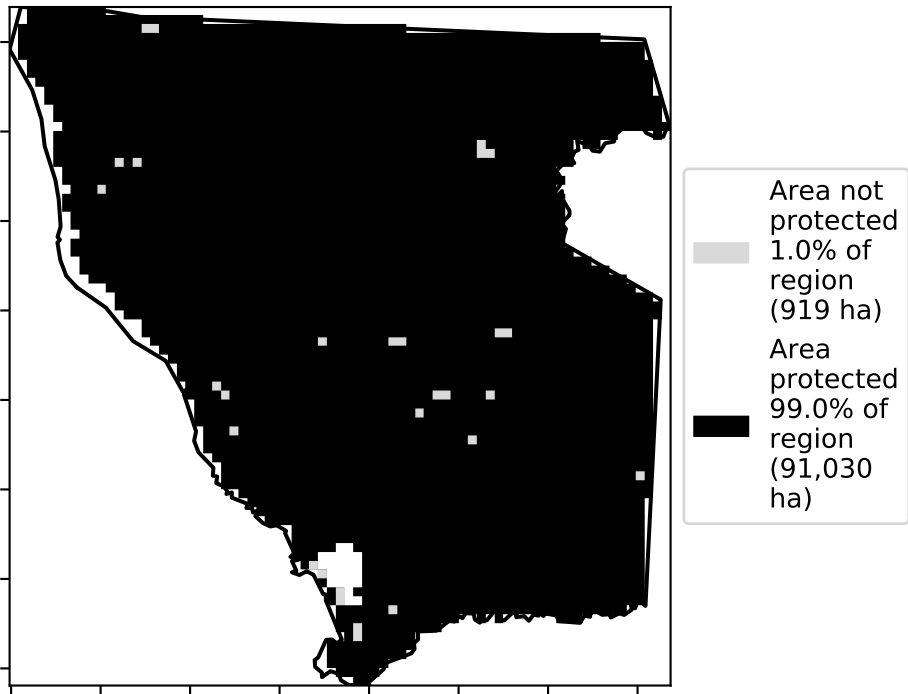 Area not
protected
1.0% of
region
(919 ha)
Area
protected
99.0% of
region
(91,030
ha)